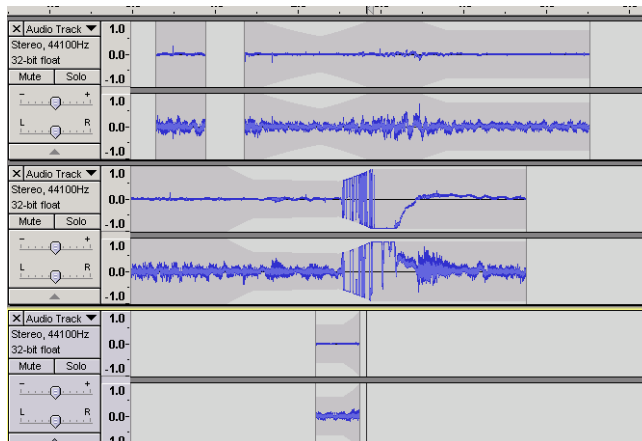 X Audio Track ▼ 1.0
Stereo, 44100Hz
32-bit float 0.0-
Mute Solo
-1.0
- +
1.0
L R 0.0-
-1.0
X Audio Track ▼ 1.0
Stereo, 44100Hz
32-bit float 0.0-
Mute Solo
-1.0
- +
1.0
L R 0.0-
-1.0
X Audio Track ▼ 1.0
Stereo, 44100Hz
32-bit float 0.0-
Mute Solo
-1.0
- +
1.0
L R 0.0-